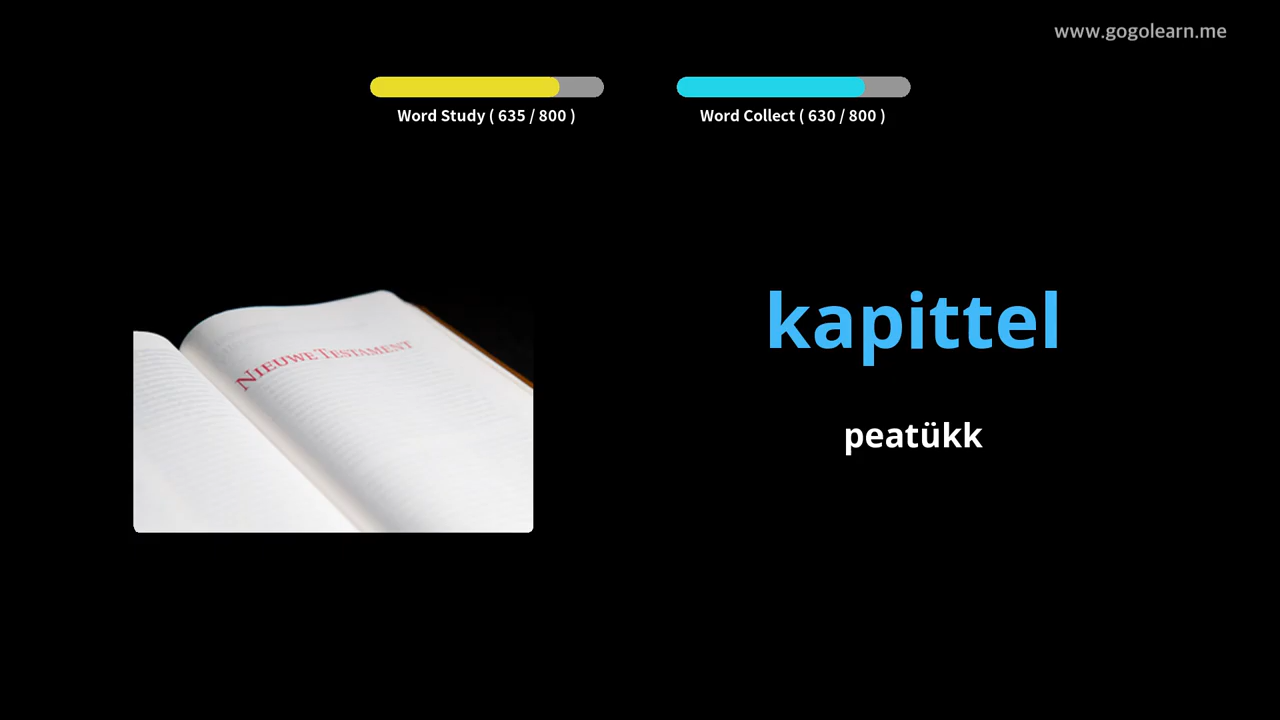 www.gogolearn.me
Word Study ( 635 / 800 )
Word Collect ( 630 / 800 )
Nieuwe Testament
kapittel
peatükk